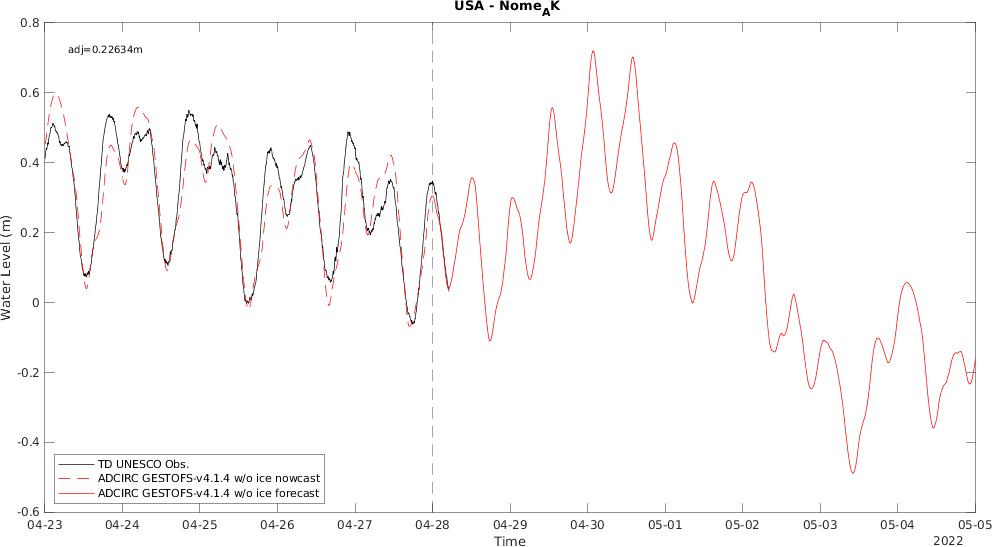 USA - Nome_AK
adj=0.22634m
Water Level (m)
0.8
0.6
0.4
0.2
0
-0.2
-0.4
-0.6
TD UNESCO Obs.
ADCIRC GESTOFS-v4.1.4 w/o ice nowcast
ADCIRC GESTOFS-v4.1.4 w/o ice forecast
04-23 04-24 04-25 04-26 04-27 04-28 04-29 04-30 05-01 05-02 05-03 05-04 05-05
Time
2022